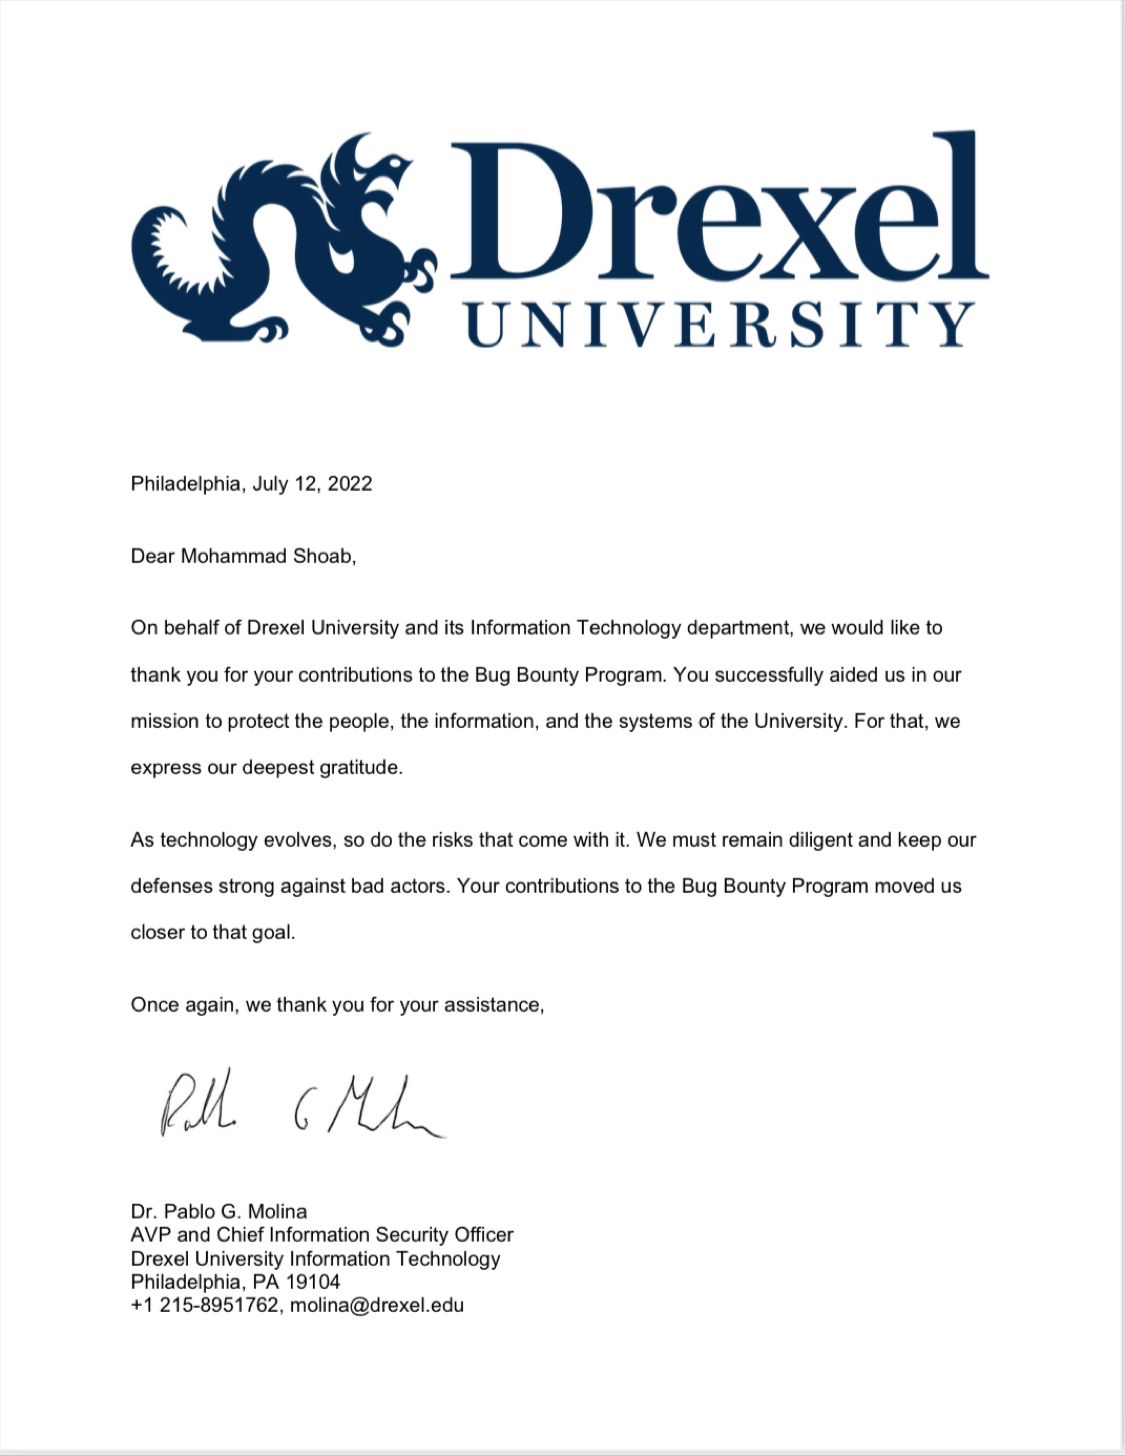 Drexel
UNIVERSITY
Philadelphia, July 12, 2022
Dear Mohammad Shoab,
On behalf of Drexel University and its Information Technology department, we would like to
thank you for your contributions to the Bug Bounty Program. You successfully aided us in our
mission to protect the people, the information, and the systems of the University. For that, we
express our deepest gratitude.
As technology evolves, so do the risks that come with it. We must remain diligent and keep our
defenses strong against bad actors. Your contributions to the Bug Bounty Program moved us
closer to that goal.
Once again, we thank you for your assistance,
Dr. Pablo G. Molina
AVP and Chief Information Security Officer
Drexel University Information Technology
Philadelphia, PA 19104
+1 215-8951762, molina@drexel.edu